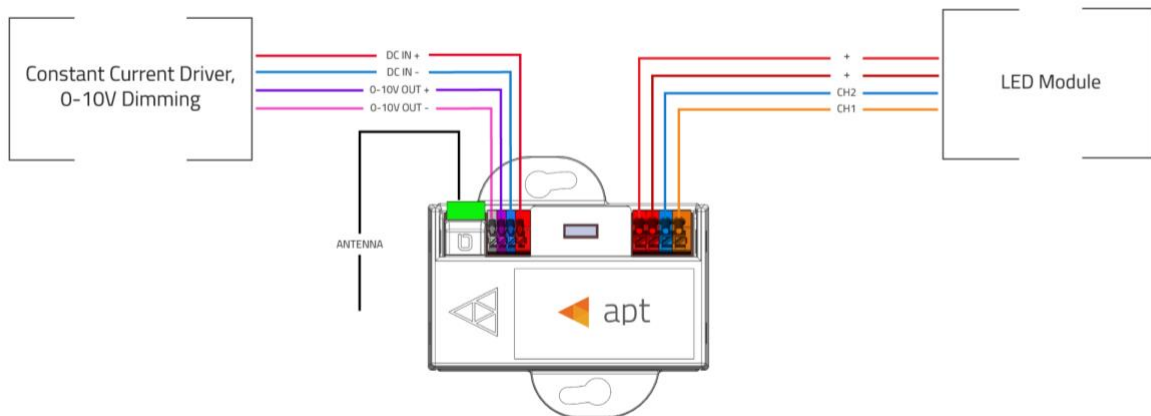 Constant Current Driver,
0-10V Dimming
DC IN +
DC IN -
0-10V OUT +
0-10V OUT -
ANTENNA
+
+
CH2
CH1
LED Module
apt